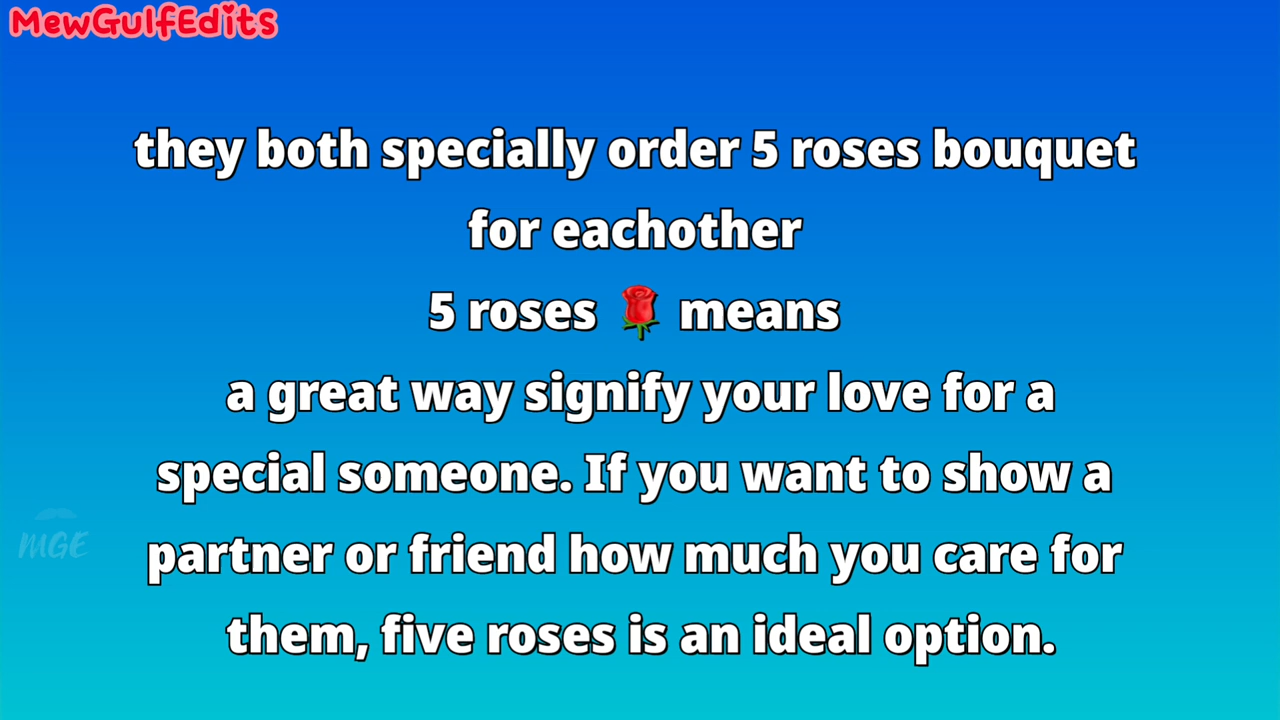 MewGulfEdits
they both specially order 5 roses bouquet
for eachother
5 roses 🌹 means
a great way signify your love for a
special someone. If you want to show a
partner or friend how much you care for
MGE
them, five roses is an ideal option.